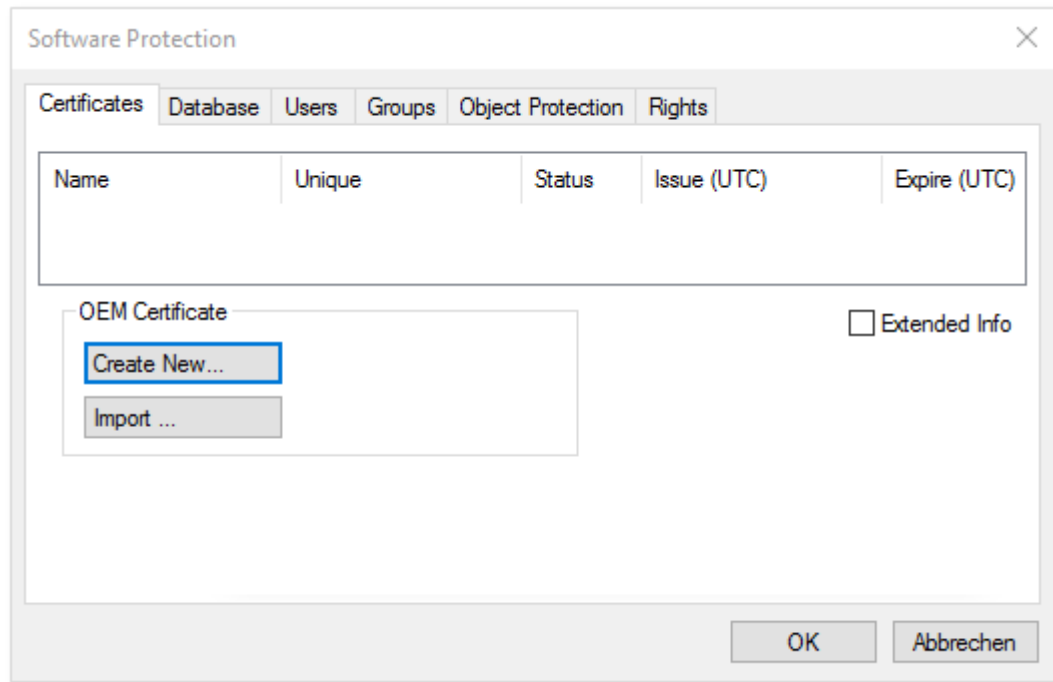 Software Protection
Certificates Database Users Groups Object Protection Rights
Name Unique Status Issue (UTC) Expire (UTC)
OEM Certificate
Extended Info
Create New...
Import ...
OK Abbrechen